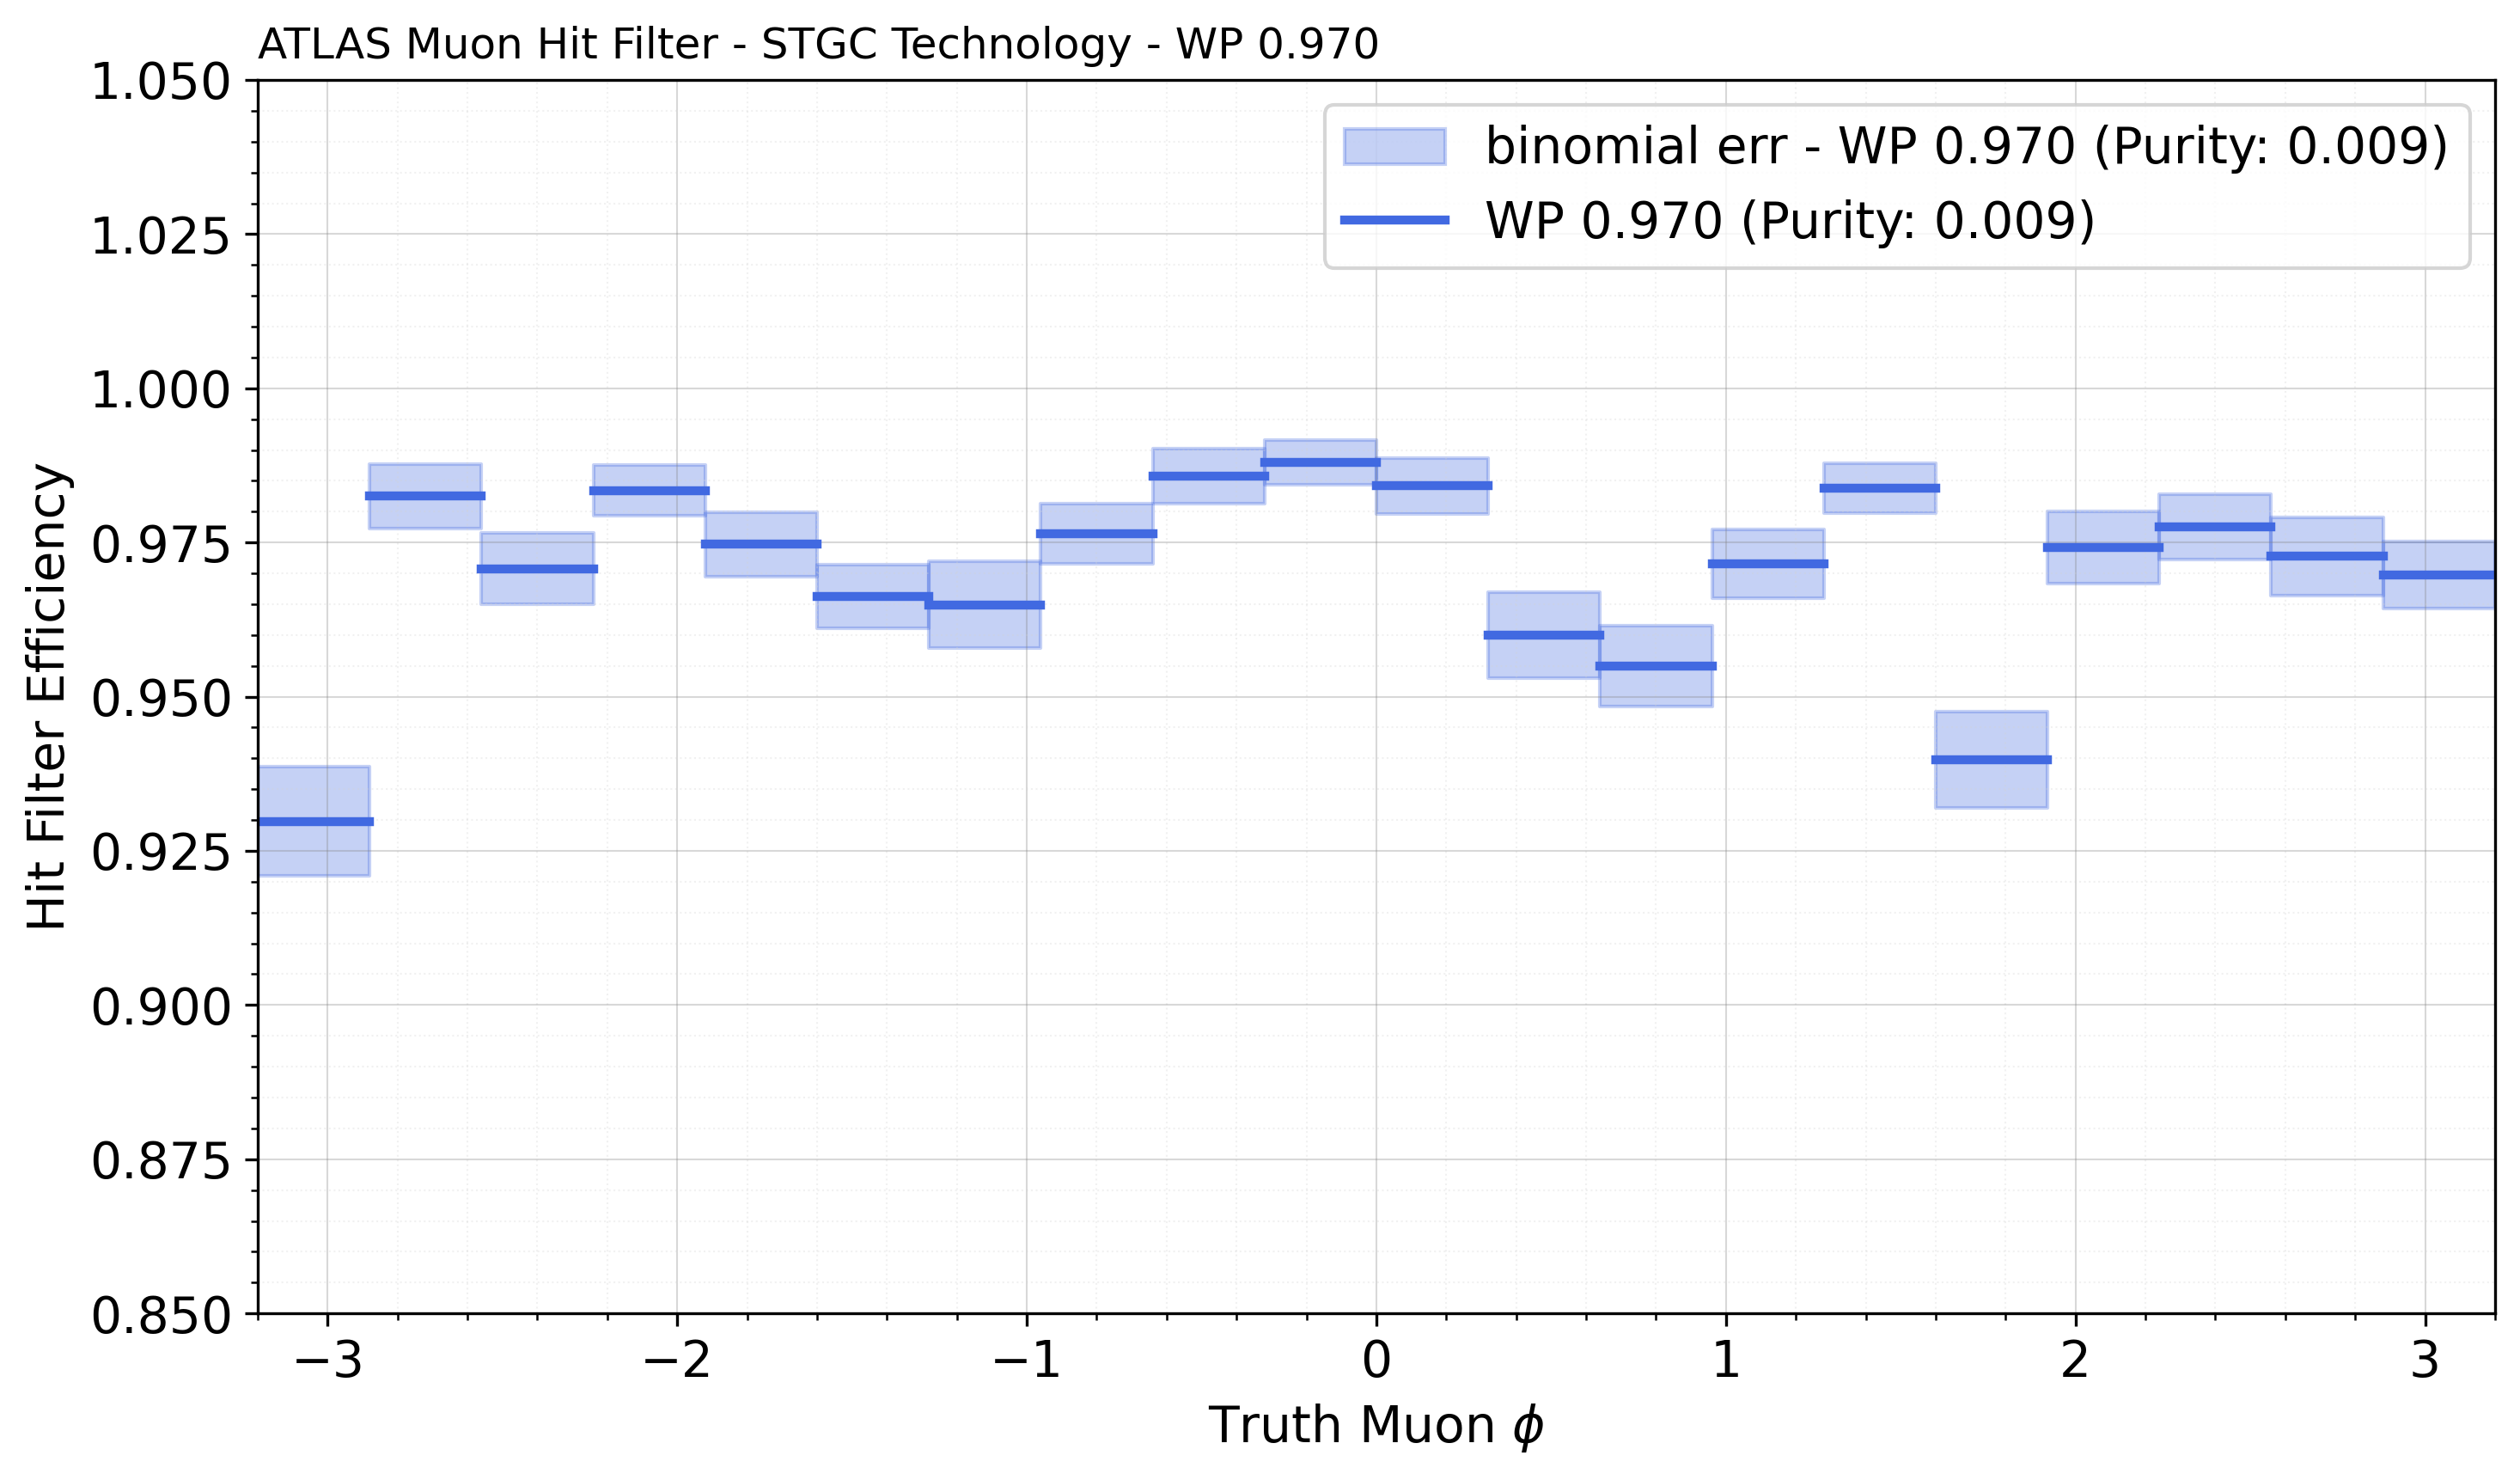 ATLAS Muon Hit Filter - STGC Technology - WP 0.970
1.050
1.025
1.000
0.975
0.950
0.925
0.900
0.875
0.850
Hit Filter Efficiency
binomial err - WP 0.970 (Purity: 0.009)
WP 0.970 (Purity: 0.009)
−3 −2 −1 0 1 2 3
Truth Muon ϕ